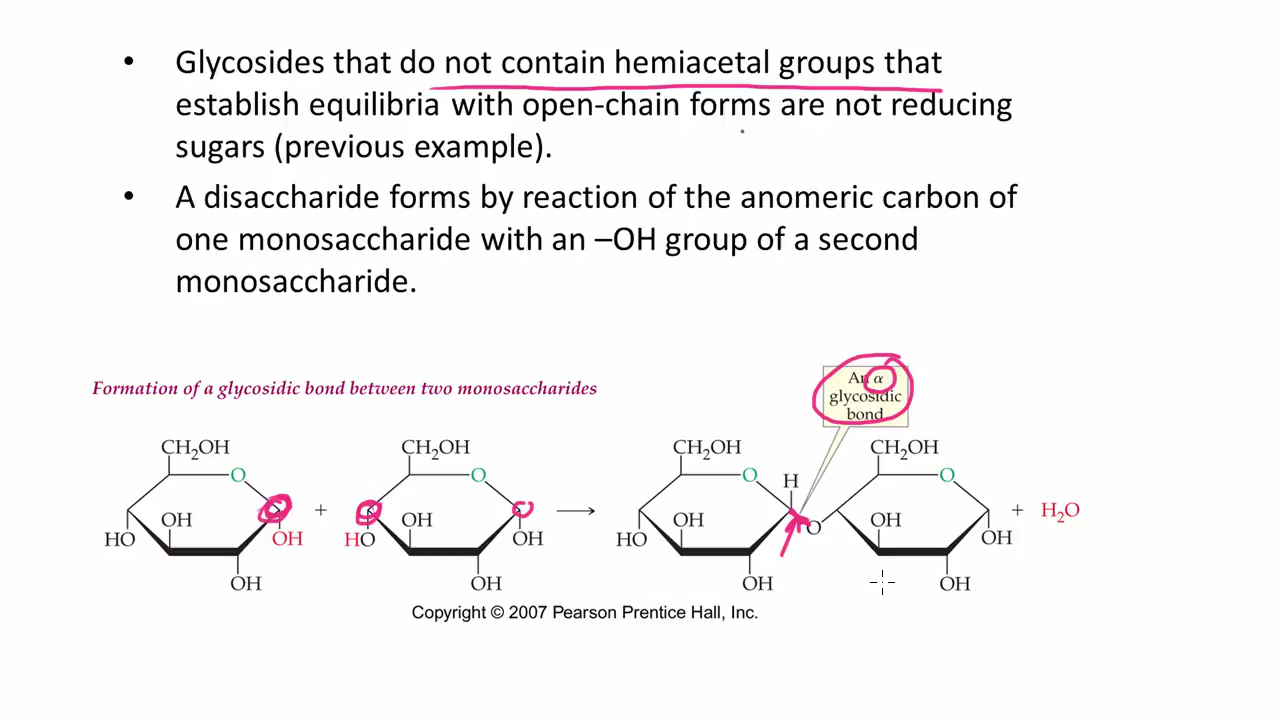 • Glycosides that do not contain hemiacetal groups that
establish equilibria with open-chain forms are not reducing
sugars (previous example).
• A disaccharide forms by reaction of the anomeric carbon of
one monosaccharide with an –OH group of a second
monosaccharide.
Formation of a glycosidic bond between two monosaccharids
An α
glycosidic
bond
CH₂OH CH₂OH CH₂OH CH₂OH
O O O H O
OH + OH OH O OH + H₂O
HO OH HO OH HO OH
OH OH OH OH
Copyright © 2007 Pearson Prentice Hall, Inc.